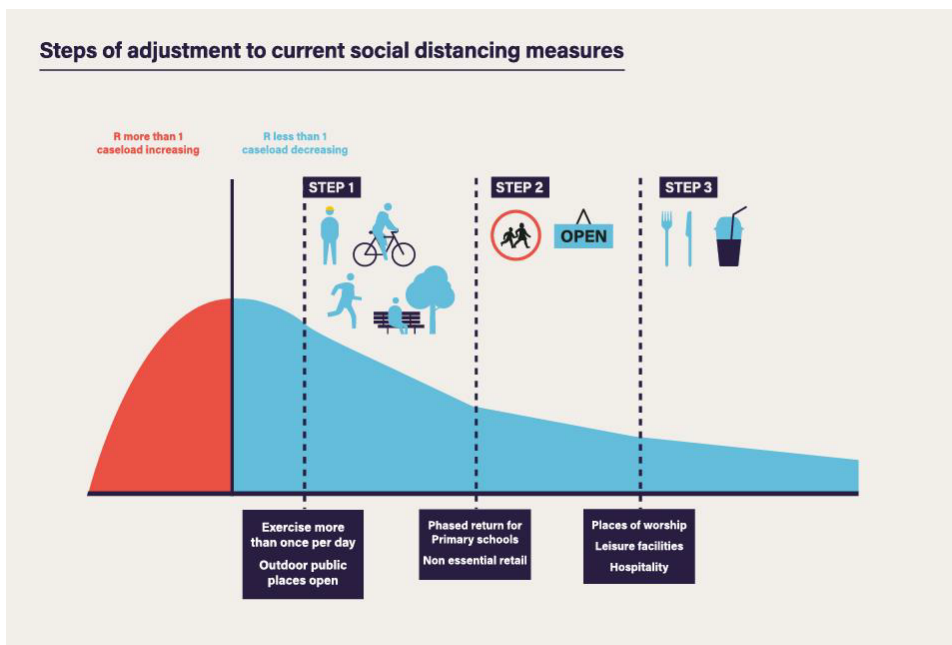 Steps of adjustment to current social distancing measures
R more than 1
caseload increasing
R less than 1
caseload decreasing
STEP 1
STEP 2
STEP 3
OPEN
Exercise more
than once per day
Outdoor public
places open
Phased return for
Primary schools
Non essential retail
Places of worship
Leisure facilities
Hospitality